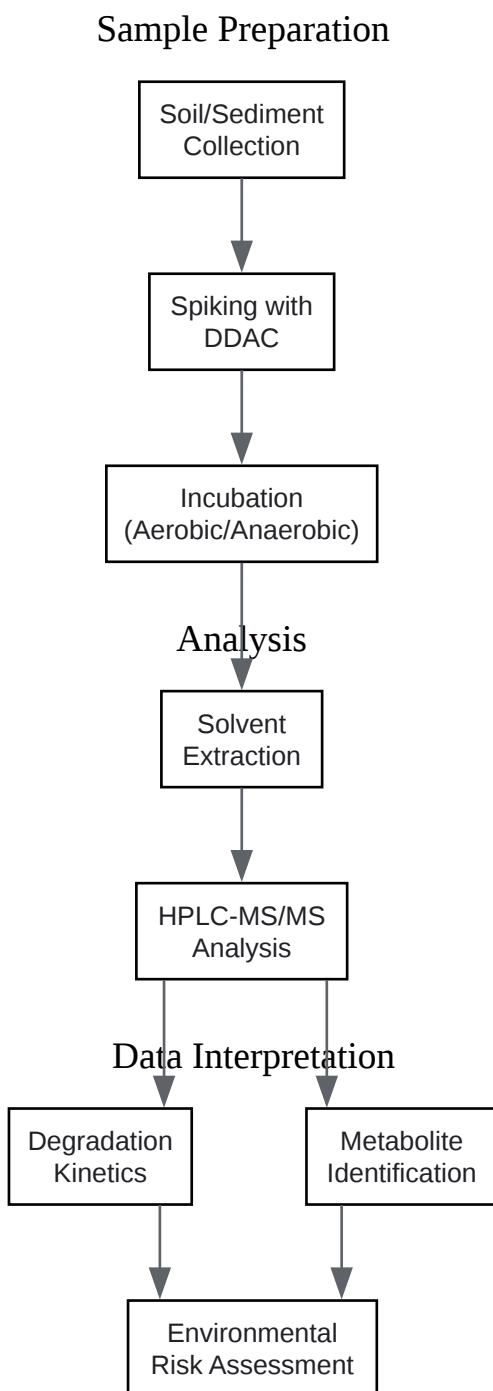 Sample Preparation
Soil/Sediment
Collection
Spiking with
DDAC
Incubation
(Aerobic/Anaerobic)
Analysis
Solvent
Extraction
HPLC-MS/MS
Analysis
Data Interpretation
Degradation
Kinetics
Metabolite
Identification
Environmental
Risk Assessment